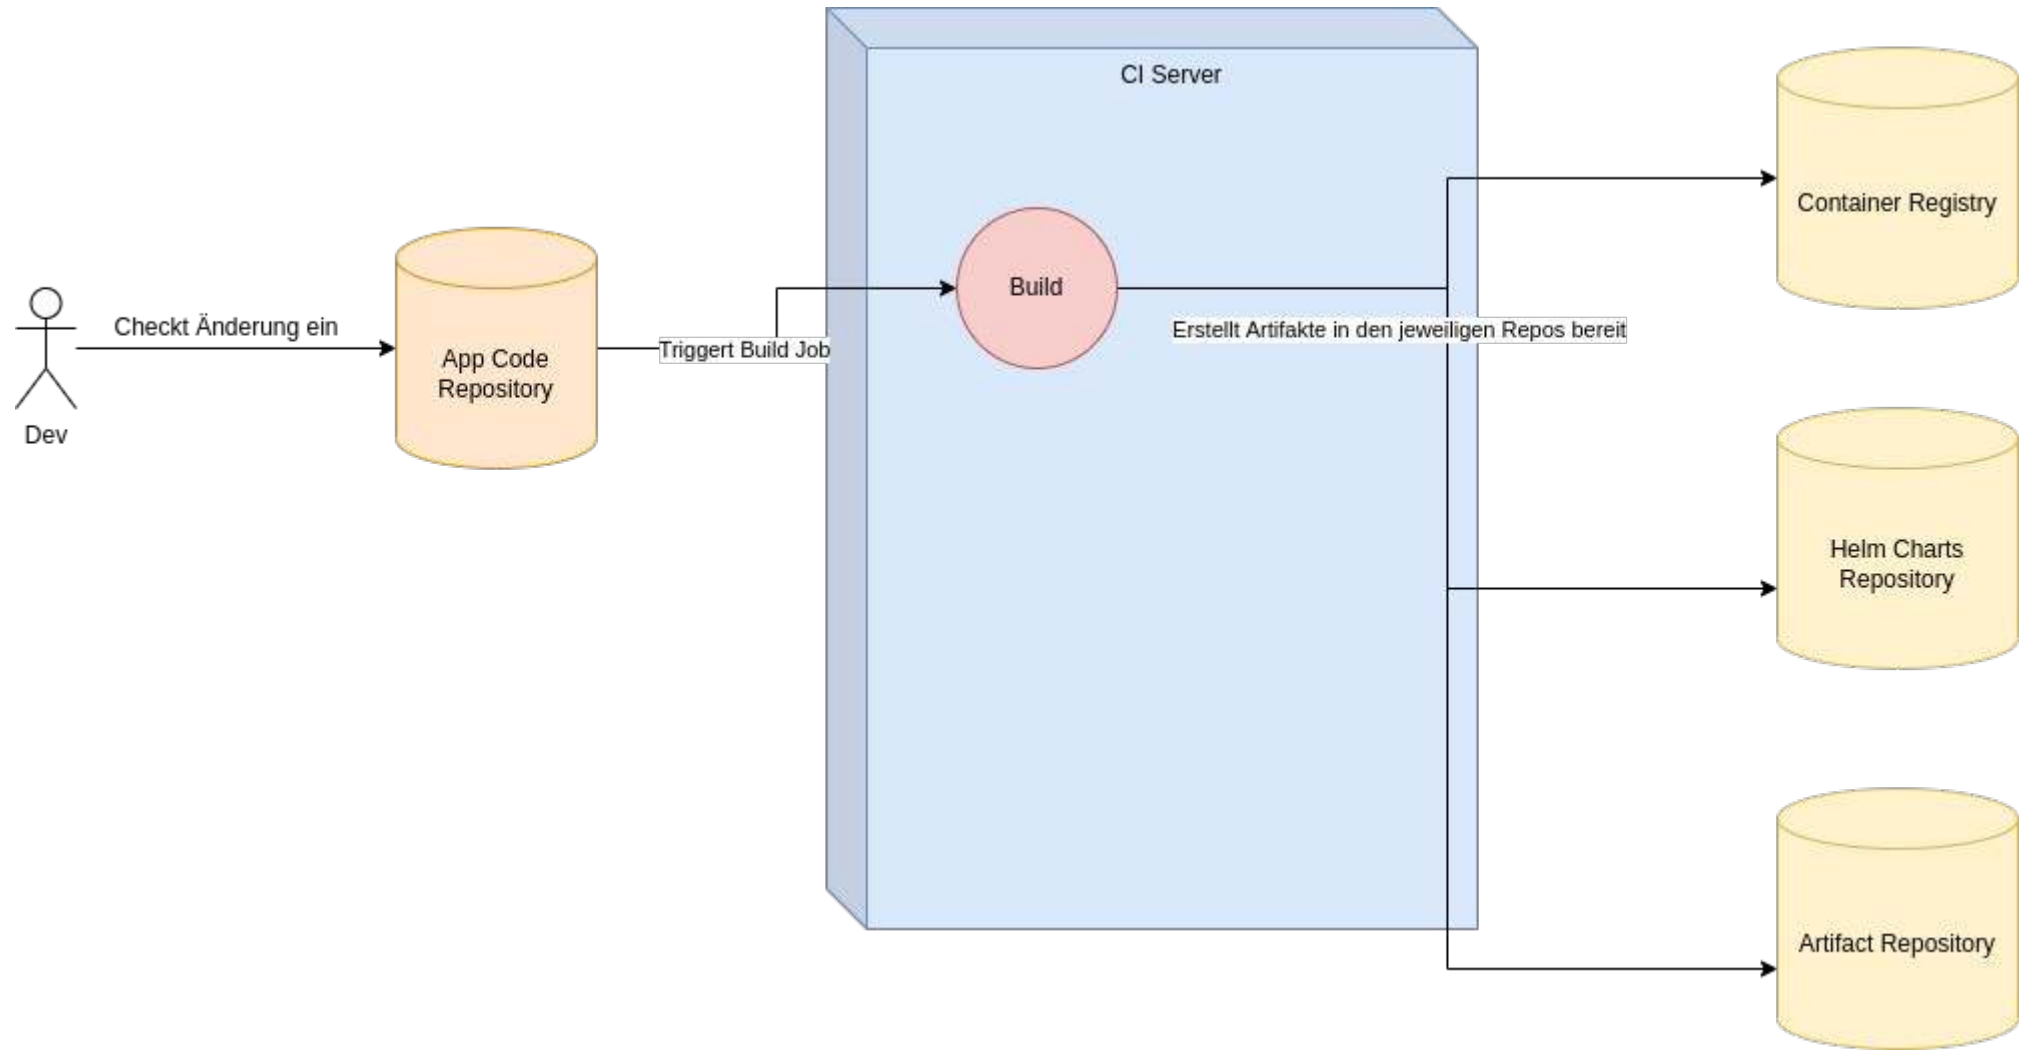 CI Server
Container Registry
Build
Checkt Änderung ein
Erstellt Artifakte in den jeweiligen Repos bereit
Triggert Build Job
App Code
Repository
Dev
Helm Charts
Repository
Artifact Repository